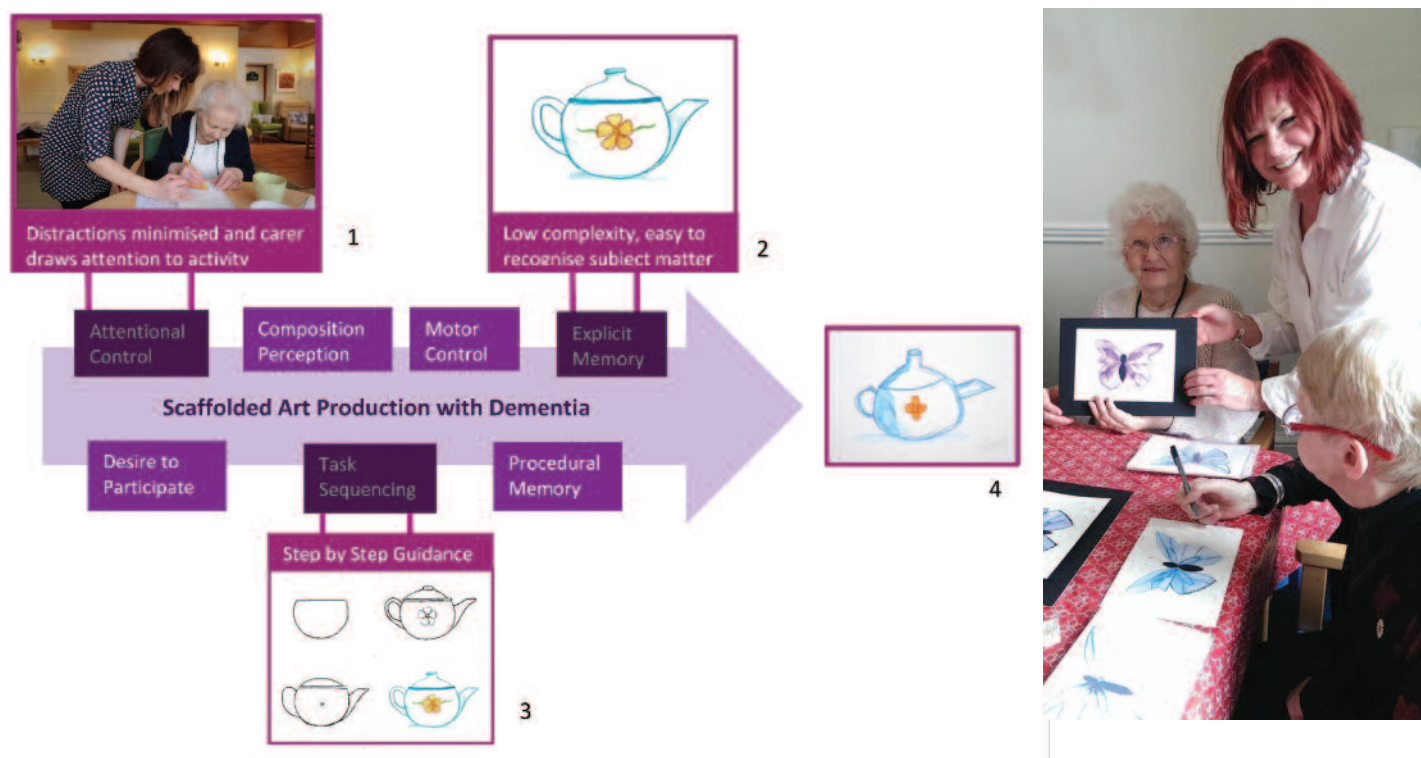 Distractions minimised and carer
draws attention to activity
1
Low complexity, easy to
recognise subject matter
2
Attentional
Control
Composition
Perception
Motor
Control
Explicit
Memory
Scaffolded Art Production with Dementia
Desire to
Participate
Task
Sequencing
Procedural
Memory
4
Step by Step Guidance
3